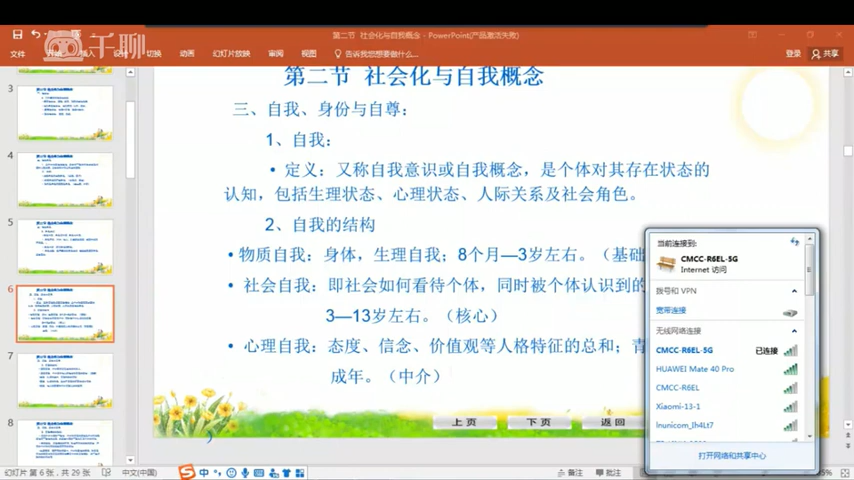 第二节 社会化与自我概念 - PowerPoint(产品激活失败)
千聊
文件
切换
动画
幻灯片放映
审阅
视图
告诉我您想要做什么...
登录
共享
3
4
5
6
7
8
第二节 社会化与自我概念
三、自我、身份与自尊：
1、自我：
• 定义：又称自我意识或自我概念，是个体对其存在状态的
认知，包括生理状态、心理状态、人际关系及社会角色。
2、自我的结构
• 物质自我：身体，生理自我；8个月—3岁左右。（基础
• 社会自我：即社会如何看待个体，同时被个体认识到的
3—13岁左右。（核心）
• 心理自我：态度、信念、价值观等人格特征的总和；青
成年。（中介）
上 页
下 页
返 回
当前连接到:
CMCC-R6EL-5G
Internet 访问
拨号和 VPN
宽带连接
无线网络连接
CMCC-R6EL-5G 已连接
HUAWEI Mate 40 Pro
CMCC-R6EL
Xiaomi-13-1
lnunicom_lh4Lt7
打开网络和共享中心
幻灯片 第 6 张，共 29 张
中文(中国)
中
备注
批注